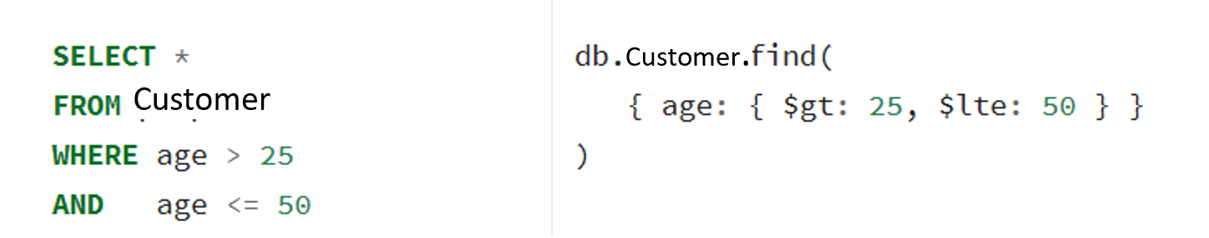 SELECT *
FROM Customer
WHERE age > 25
AND age <= 50
db.Customer.find(
{ age: { $gt: 25, $lte: 50 } }
)